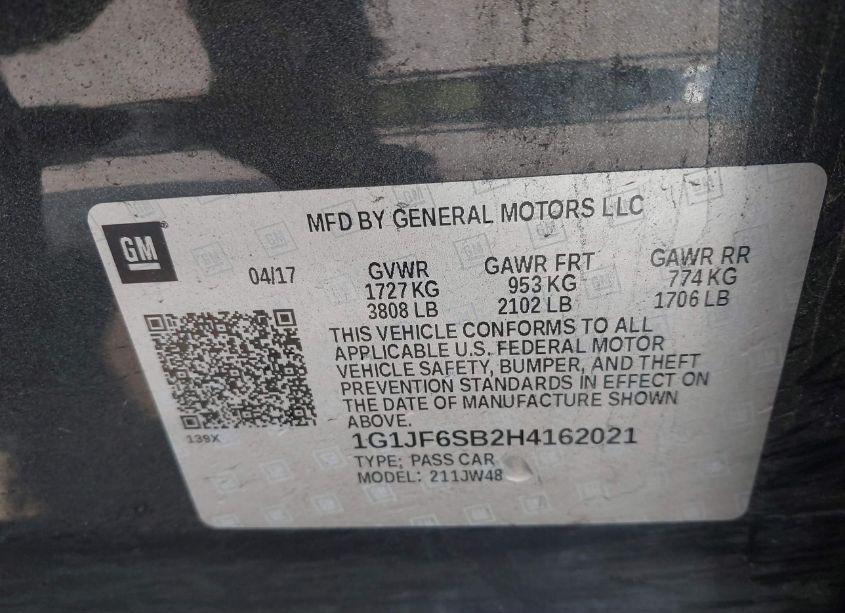 MFD BY GENERAL MOTORS LLC
GM
04/17
GVWR
1727 KG
3808 LB
GAWR FRT
953 KG
2102 LB
GAWR RR
774 KG
1706 LB
THIS VEHICLE CONFORMS TO ALL
APPLICABLE U.S. FEDERAL MOTOR
VEHICLE SAFETY, BUMPER, AND THEFT
PREVENTION STANDARDS IN EFFECT ON
THE DATE OF MANUFACTURE SHOWN
ABOVE.
139X
1G1JF6SB2H4162021
TYPE; PASS CAR
MODEL: 211JW48